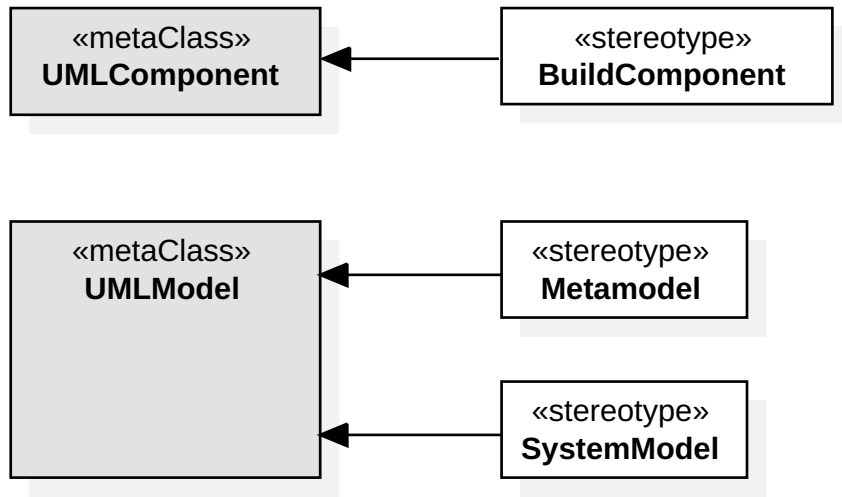 «metaClass»
UMLComponent
«stereotype»
BuildComponent
«metaClass»
UMLModel
«stereotype»
Metamodel
«stereotype»
SystemModel